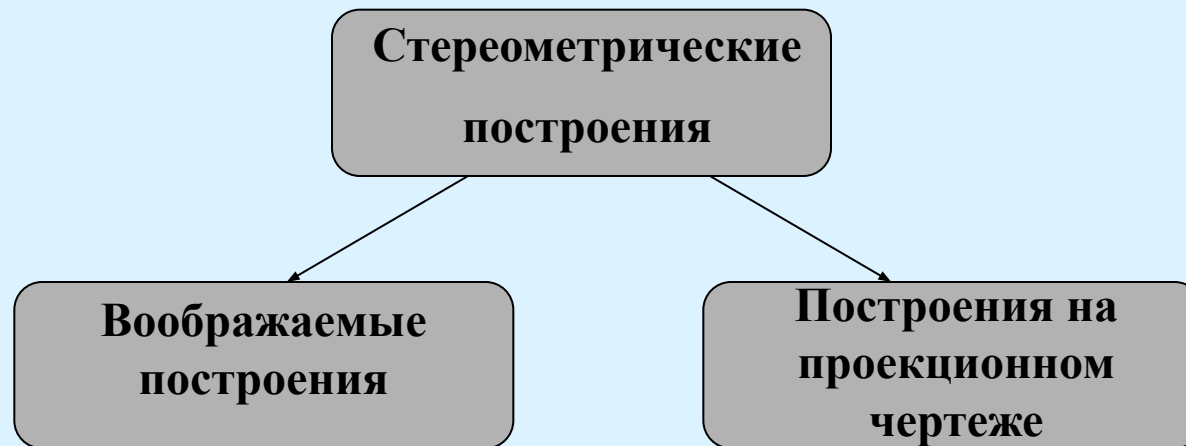 Стереометрические
построения
Воображаемые
построения
Построения на
проекционном
чертеже